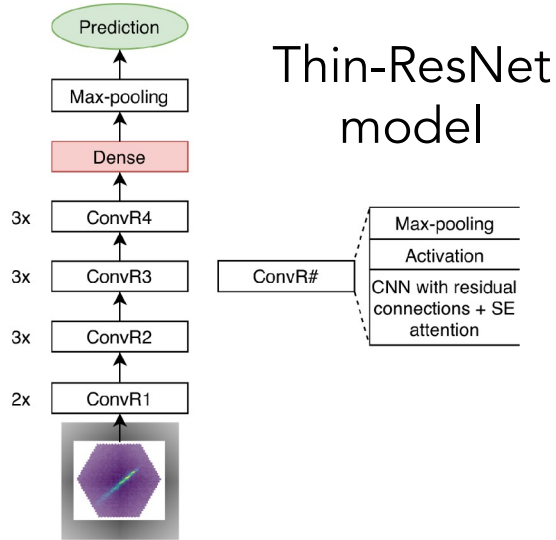 Prediction
Thin-ResNet
model
Max-pooling
Dense
3x ConvR4
3x ConvR3
3x ConvR2
2x ConvR1
ConvR#
Max-pooling
Activation
CNN with residual
connections + SE
attention